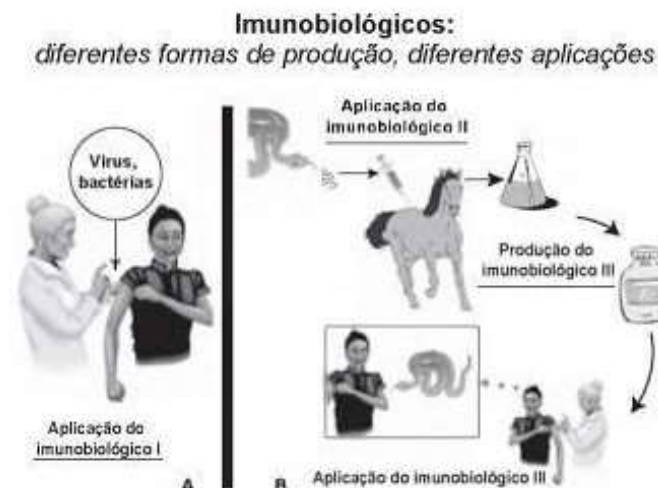 Imunobiológicos:
diferentes formas de produção, diferentes aplicações
Vírus,
bactérias
Aplicação do
imunobiológico I
A
Aplicação do
imunobiológico II
Produção do
imunobiológico III
B Aplicação do imunobiológico III